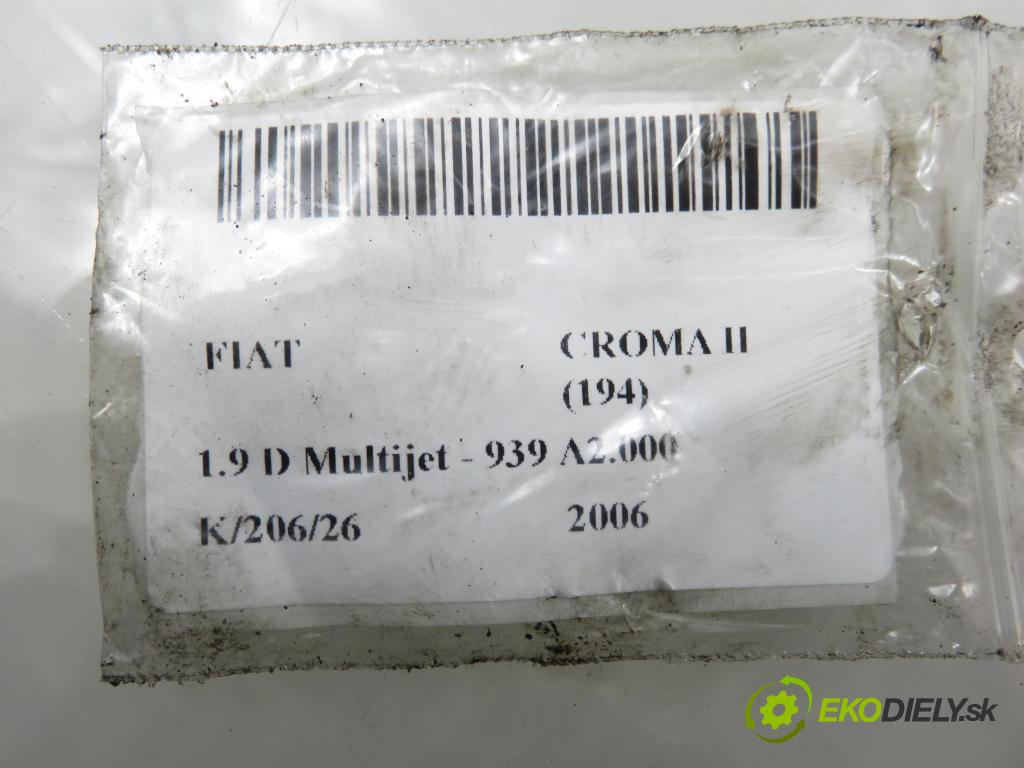 FIAT CROMA II
(194)
1.9 D Multijet - 939 A2.000
K/206/26 2006
EKODIELY.sk